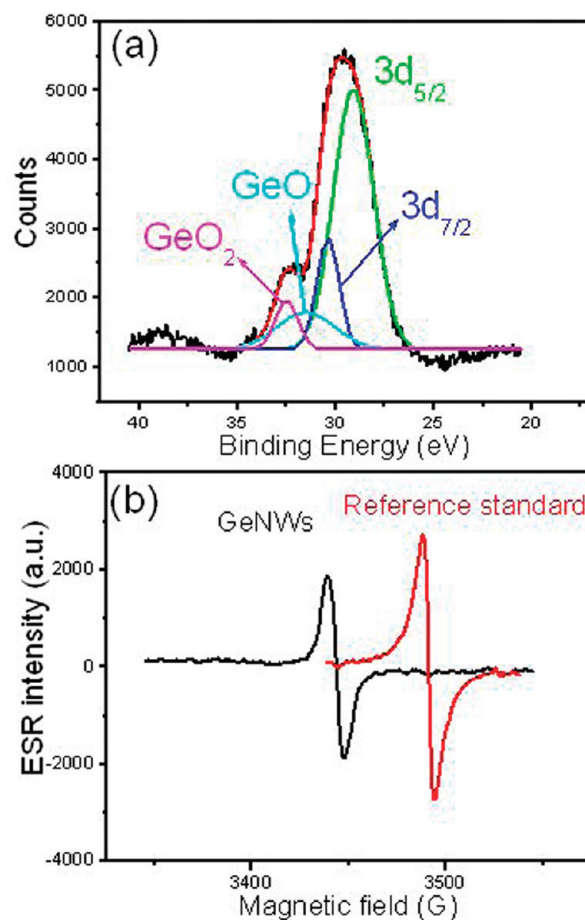 (a)
6000
5000
4000
3000
2000
1000
Counts
3d5/2
GeO
3d7/2
GeO2
40 35 30 25 20
Binding Energy (eV)
(b)
4000
2000
0
-2000
-4000
ESR intensity (a.u.)
GeNWs
Reference standard
3400 3500
Magnetic field (G)